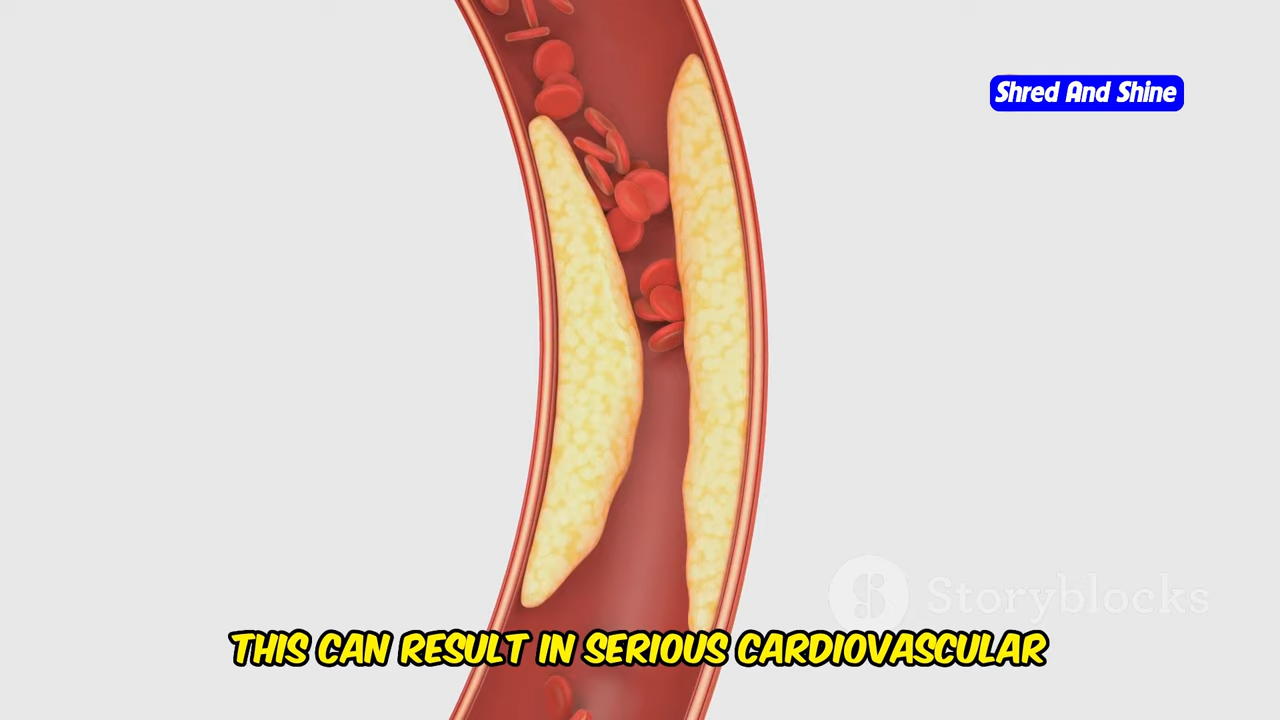 Shred And Shine
Storyblocks
THIS CAN RESULT IN SERIOUS CARDIOVASCULAR